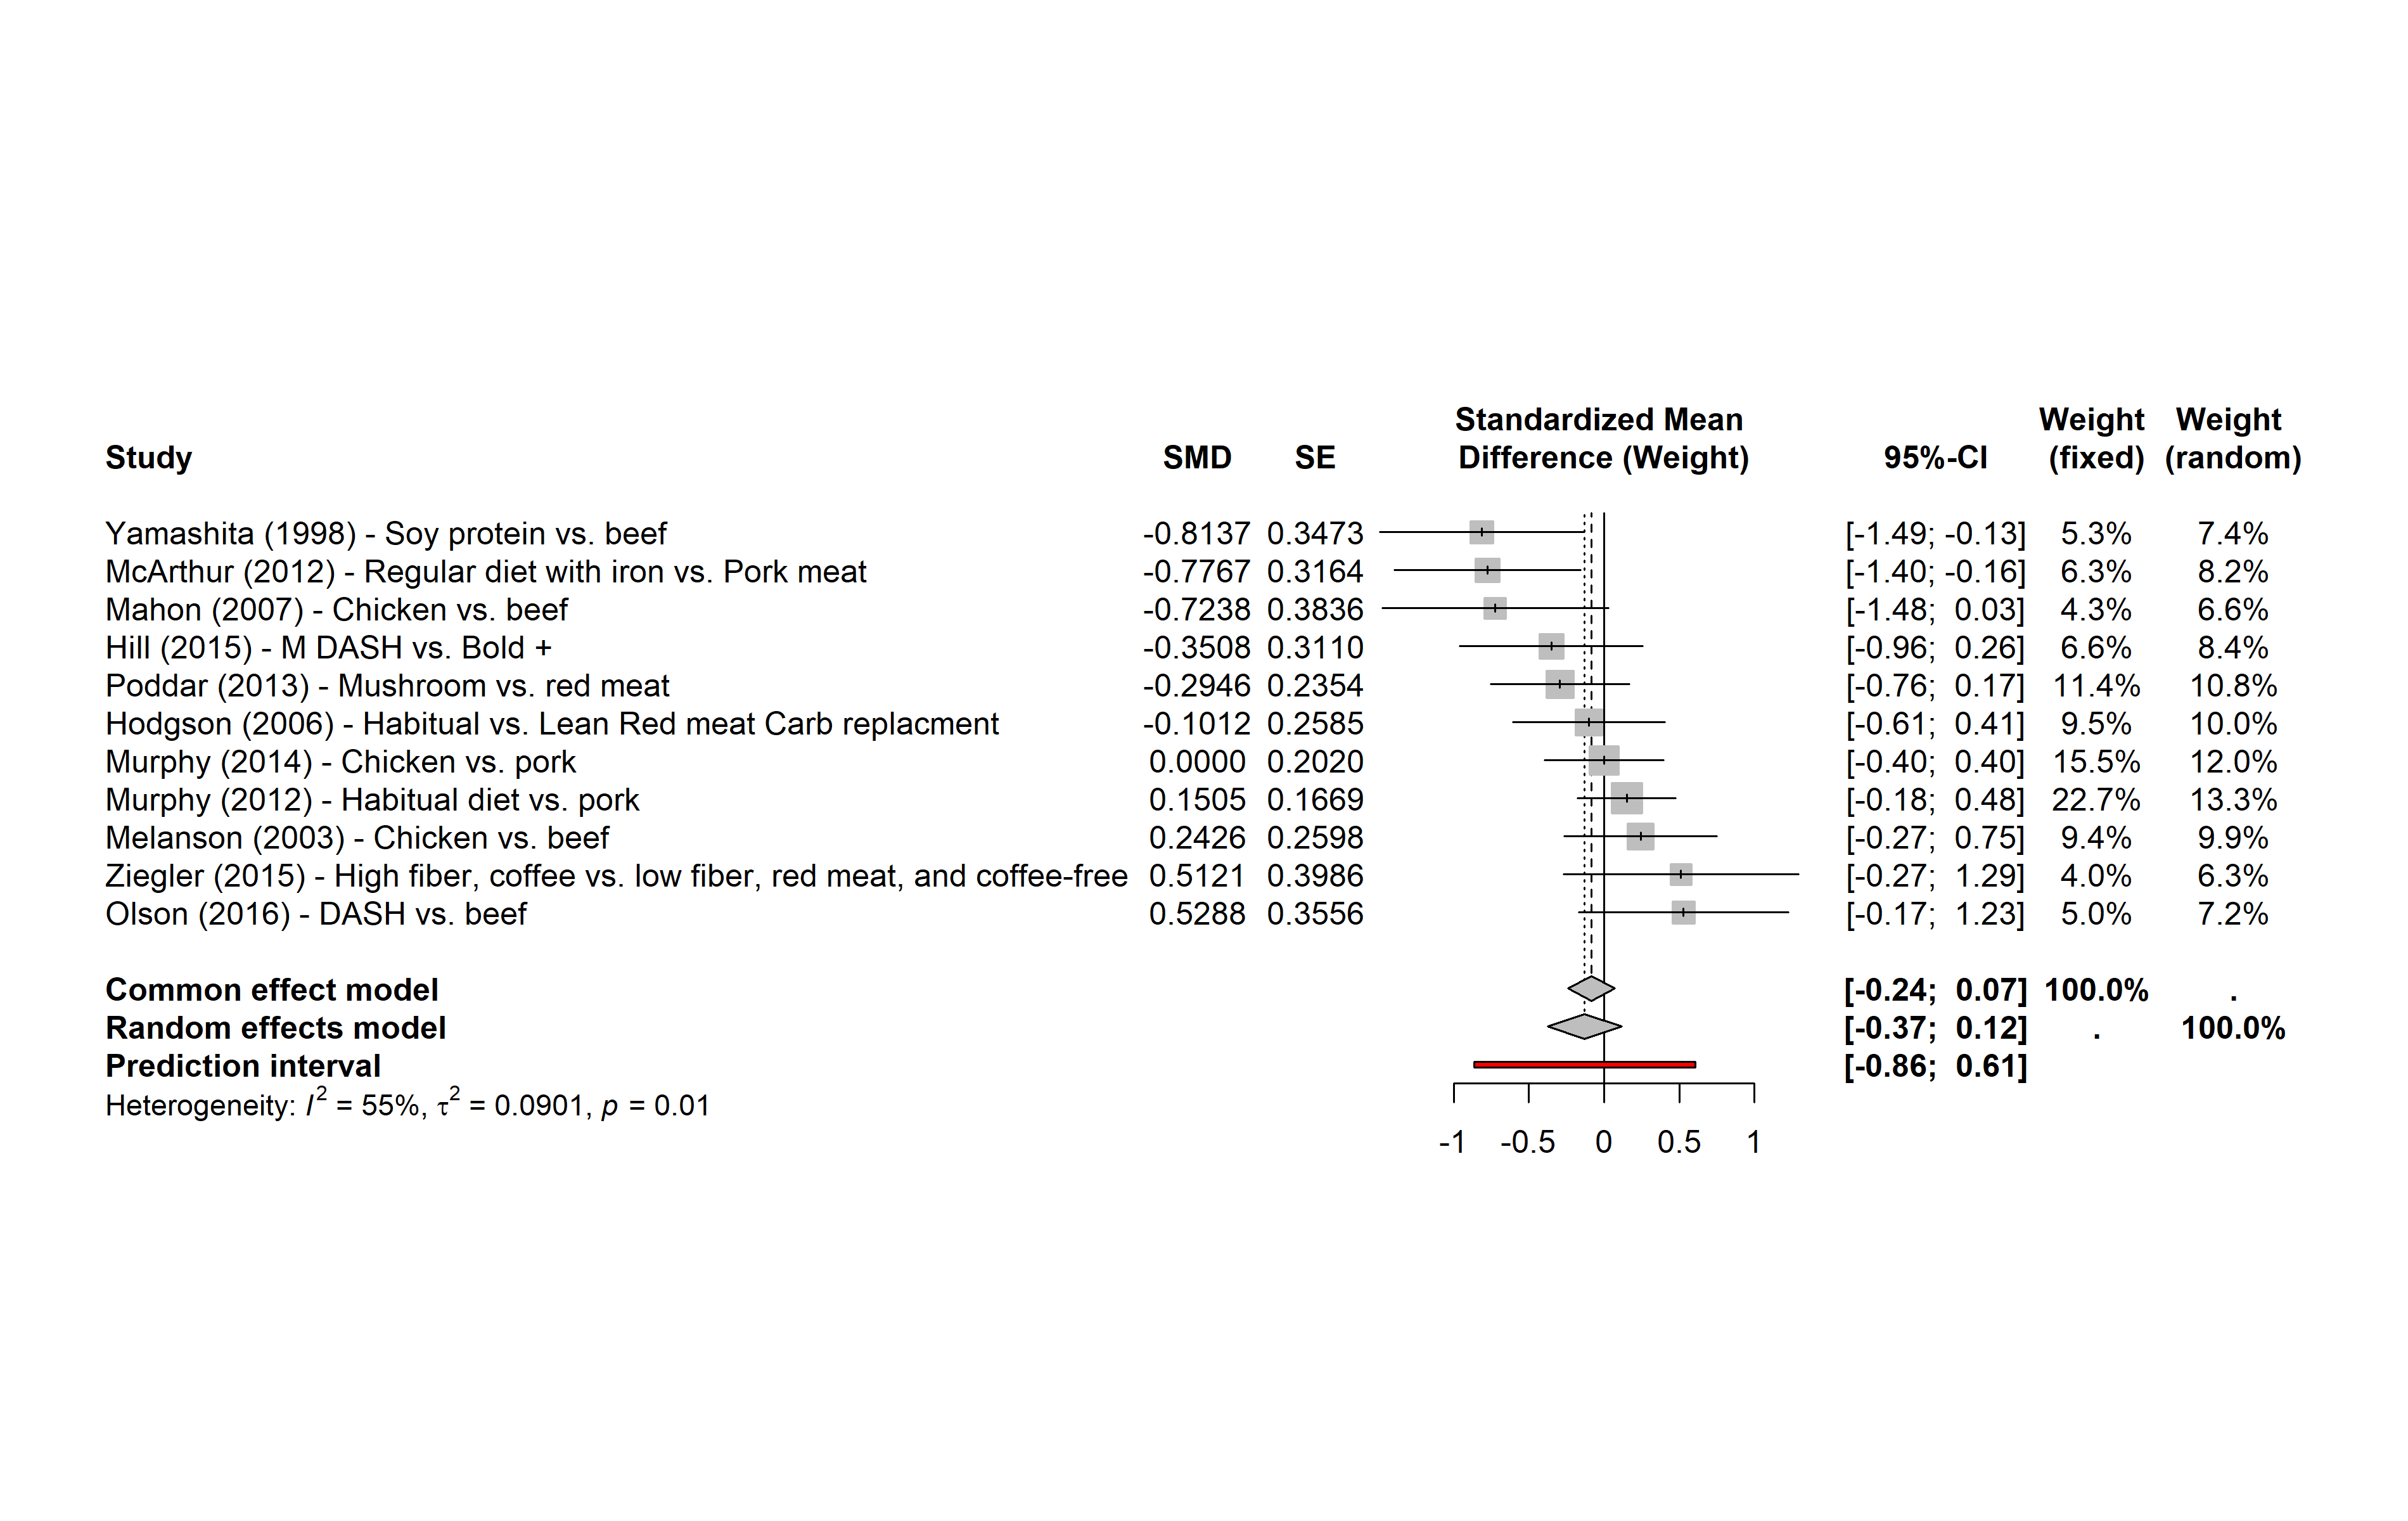 Standardized Mean Weight Weight
Study SMD SE Difference (Weight) 95%-CI (fixed) (random)
Yamashita (1998) - Soy protein vs. beef -0.8137 0.3473 [-1.49; -0.13] 5.3% 7.4%
McArthur (2012) - Regular diet with iron vs. Pork meat -0.7767 0.3164 [-1.40; -0.16] 6.3% 8.2%
Mahon (2007) - Chicken vs. beef -0.7238 0.3836 [-1.48; 0.03] 4.3% 6.6%
Hill (2015) - M DASH vs. Bold + -0.3508 0.3110 [-0.96; 0.26] 6.6% 8.4%
Poddar (2013) - Mushroom vs. red meat -0.2946 0.2354 [-0.76; 0.17] 11.4% 10.8%
Hodgson (2006) - Habitual vs. Lean Red meat Carb replacment -0.1012 0.2585 [-0.61; 0.41] 9.5% 10.0%
Murphy (2014) - Chicken vs. pork 0.0000 0.2020 [-0.40; 0.40] 15.5% 12.0%
Murphy (2012) - Habitual diet vs. pork 0.1505 0.1669 [-0.18; 0.48] 22.7% 13.3%
Melanson (2003) - Chicken vs. beef 0.2426 0.2598 [-0.27; 0.75] 9.4% 9.9%
Ziegler (2015) - High fiber, coffee vs. low fiber, red meat, and coffee-free 0.5121 0.3986 [-0.27; 1.29] 4.0% 6.3%
Olson (2016) - DASH vs. beef 0.5288 0.3556 [-0.17; 1.23] 5.0% 7.2%
Common effect model [-0.24; 0.07] 100.0% .
Random effects model [-0.37; 0.12] . 100.0%
Prediction interval [-0.86; 0.61]
Heterogeneity: I² = 55%, τ² = 0.0901, p = 0.01
-1 -0.5 0 0.5 1